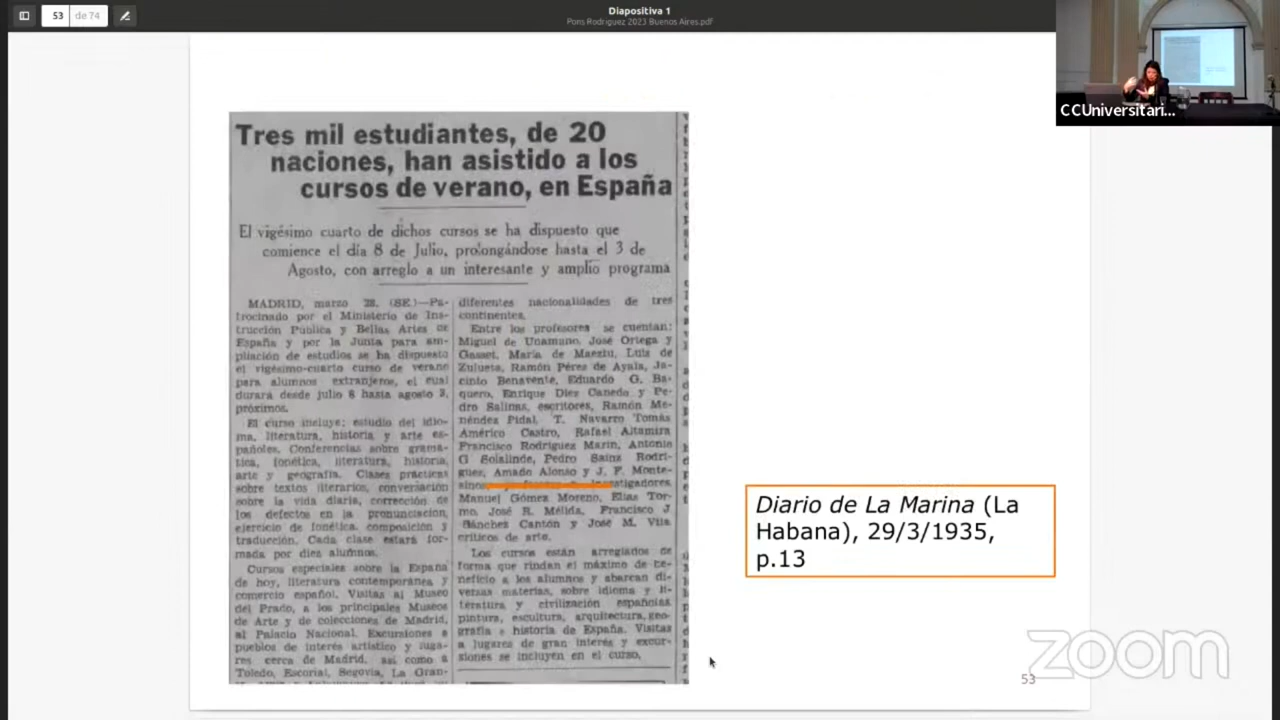 53 de 74
Diapositiva 1
Pons Rodríguez 2023 Buenos Aires.pdf
CCUniversitari...
Tres mil estudiantes, de 20
naciones, han asistido a los
cursos de verano, en España
El vigésimo cuarto de dichos cursos se ha dispuesto que
comience el día 8 de Julio, prolongándose hasta el 3 de
Agosto, con arreglo a un interesante y amplio programa
MADRID, marzo 28. (SE)—Pa-
trocinado por el Ministerio de Ins-
trucción Pública y Bellas Artes de
España y por la Junta para am-
pliación de estudios se ha dispuesto
el vigésimo-cuarto curso de verano
para alumnos extranjeros, el cual
durará desde julio 8 hasta agosto 3,
próximos.
El curso incluye: estudio del idio-
ma, literatura, historia y arte es-
pañoles. Conferencias sobre gramá-
tica, fonética, literatura, historia,
arte y geografía. Clases prácticas
sobre textos literarios, conversación
sobre la vida diaria, corrección de
los defectos en la pronunciación,
ejercicio de fonética, composición y
traducción. Cada clase estará for-
mada por diez alumnos.
Cursos especiales sobre la España
de hoy, literatura contemporánea y
comercio español. Visitas al Museo
del Prado, a los principales Museos
de Arte y de colecciones de Madrid,
al Palacio Nacional. Excursiones a
pueblos de interés artístico y luga-
res cerca de Madrid, así como a
Toledo, Escorial, Segovia, La Gran-
diferentes nacionalidades de tres
continentes.
Entre los profesores se cuentan:
Miguel de Unamuno, José Ortega y
Gasset, María de Maeztu, Luis de
Zulueta, Ramón Pérez de Ayala, Ja-
cinto Benavente, Eduardo G. Ba-
quero, Enrique Diez Canedo y Pe-
dro Salinas, escritores, Ramón Me-
néndez Pidal, T. Navarro Tomás
Américo Castro, Rafael Altamira
Francisco Rodríguez Marín, Antonio
G Solalinde, Pedro Sainz Rodrí-
guez, Amado Alonso y J. F. Monte-
sinos, investigadores
Manuel Gómez Moreno, Elías Tor-
mo, José R. Mélida, Francisco J.
Sánchez Cantón y José M. Vila
críticos de arte.
Los cursos están arreglados de
forma que rindan el máximo de be-
neficio a los alumnos y abarcan di-
versas materias, sobre idioma y li-
teratura y civilización españolas
pintura, escultura, arquitectura, geo-
grafía e historia de España. Visitas
a lugares de gran interés y excur-
siones se incluyen en el curso.
Diario de La Marina (La
Habana), 29/3/1935,
p.13
zoom
53